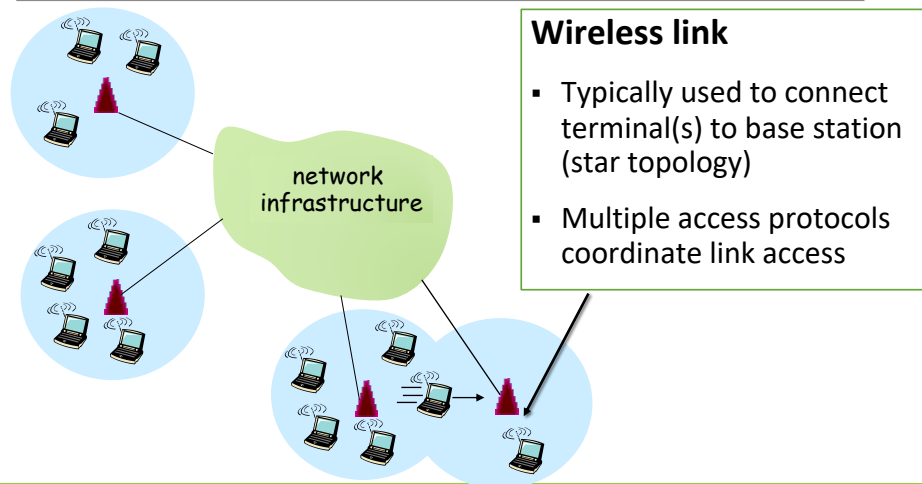 Wireless link
▪ Typically used to connect
terminal(s) to base station
(star topology)
▪ Multiple access protocols
coordinate link access
network
infrastructure